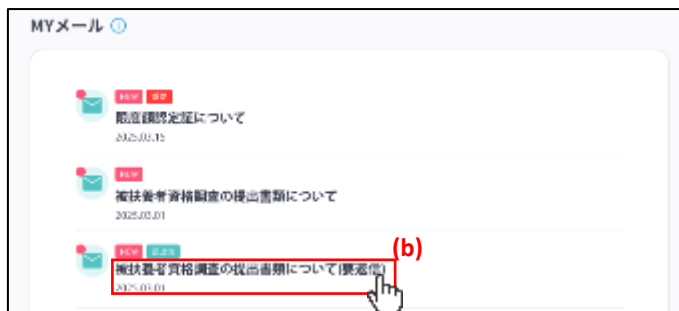 MYメール
NEW 重要
限度額認定証について
2025.03.15
NEW
被扶養者資格調査の提出書類について
2025.03.01
NEW
(b)
被扶養者資格調査の提出書類について(要返信)
2025.03.01